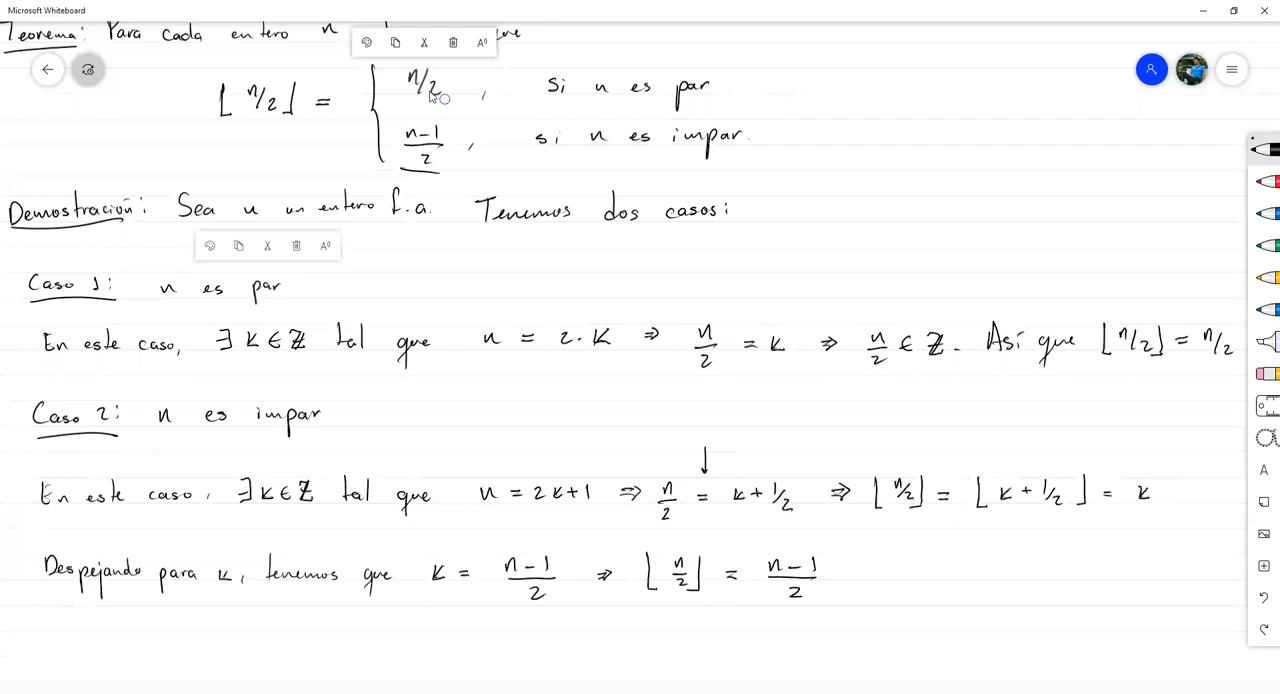 Microsoft Whiteboard
Teorema: Para cada entero n
⌊n/2⌋ = { n/2 , si n es par
n-1/2 , si n es impar.
Demostración: Sea n un entero f.a. Tenemos dos casos:
Caso 1: n es par
En este caso, ∃ k ∈ ℤ tal que n = 2·k ⇒ n/2 = k ⇒ n/2 ∈ ℤ. Así que ⌊n/2⌋ = n/2
Caso 2: n es impar
↓
En este caso, ∃ k ∈ ℤ tal que n = 2k+1 ⇒ n/2 = k + 1/2 ⇒ ⌊n/2⌋ = ⌊k + 1/2⌋ = k
Despejando para k, tenemos que k = n-1/2 ⇒ ⌊n/2⌋ = n-1/2